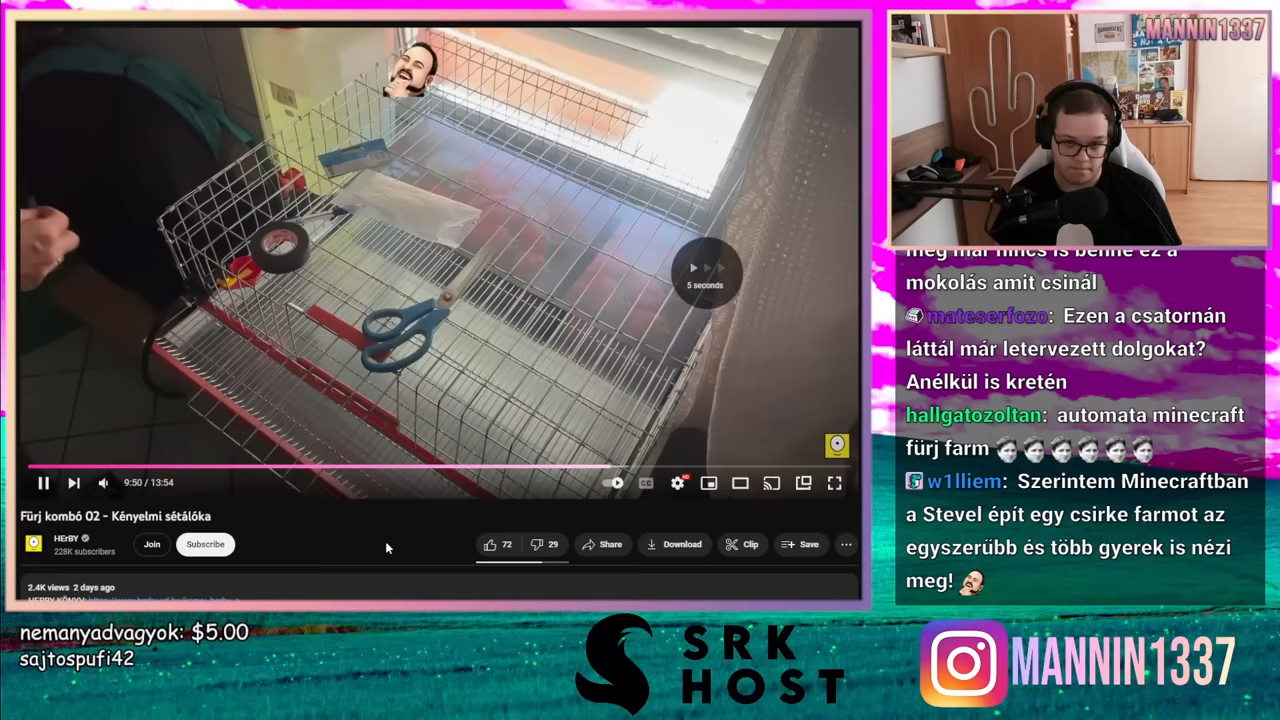 MANNIN1337
5 seconds
9:50 / 13:54
CC
HD
Fürj kombó 02 - Kényelmi sétálóka
HErBY
228K subscribers
Join
Subscribe
72
29
Share
Download
Clip
Save
2.4K views 2 days ago
még már nincs is benne ez a
mokolás amit csinál
mateserfozo: Ezen a csatornán
láttál már letervezett dolgokat?
Anélkül is kretén
hallgatozoltan: automata minecraft
fürj farm
w1lliem: Szerintem Minecraftban
a Stevel épít egy csirke farmot az
egyszerűbb és több gyerek is nézi
meg!
nemanyadvagyok: $5.00
sajtospufi42
SRK
HOST
MANNIN1337